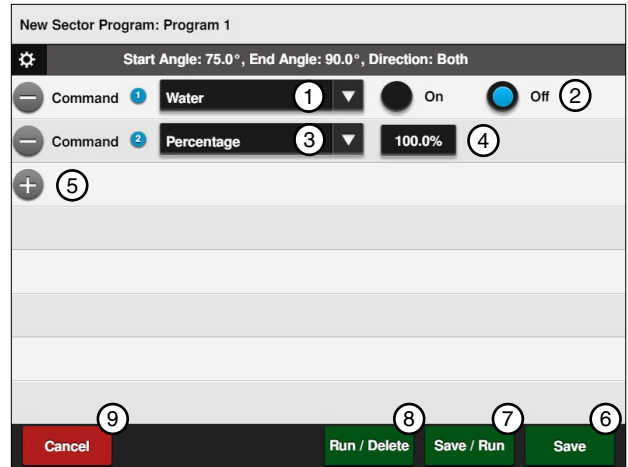 New Sector Program: Program 1
Start Angle: 75.0°, End Angle: 90.0°, Direction: Both
Command 1 Water 1 On Off 2
Command 2 Percentage 3 100.0% 4
5
9 8 7 6
Cancel Run / Delete Save / Run Save